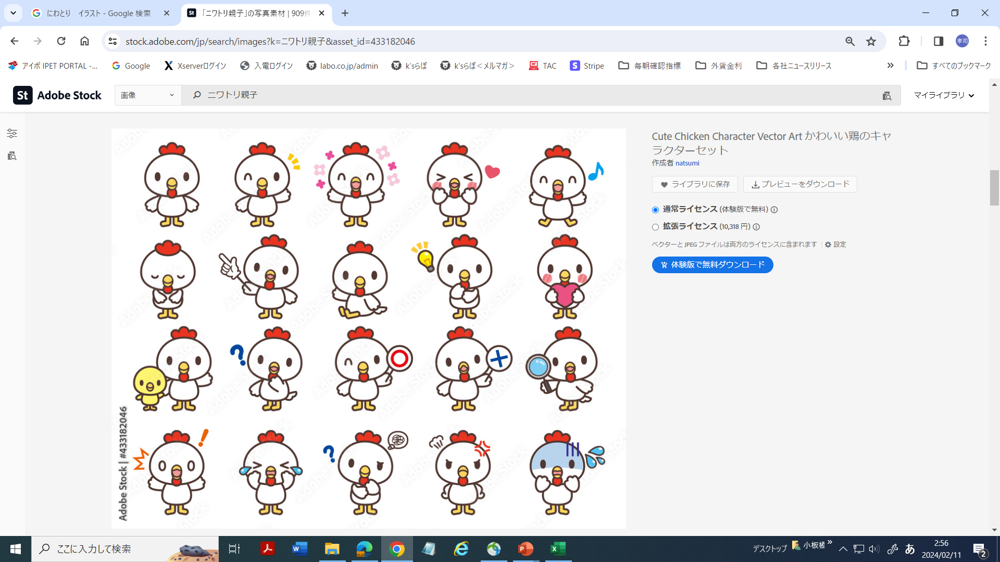 にわとり　イラスト - Google 検索
「ニワトリ親子」の写真素材 | 909件
stock.adobe.com/jp/search/images?k=ニワトリ親子&asset_id=433182046
孝司
アイポ IPET PORTAL -...
Google
Xserverログイン
入電ログイン
labo.co.jp/admin
k'sらぼ
k'sらぼ＜メルマガ＞
TAC
Stripe
毎朝確認指標
外貨金利
各社ニュースリリース
すべてのブックマーク
St Adobe Stock
画像
ニワトリ親子
マイライブラリ
Cute Chicken Character Vector Art かわいい鶏のキャ
ラクターセット
作成者 natsumi
ライブラリに保存
プレビューをダウンロード
通常ライセンス (体験版で無料)
拡張ライセンス (10,318 円)
ベクターと JPEG ファイルは両方のライセンスに含まれます
設定
体験版で無料ダウンロード
Adobe Stock | #433182046
ここに入力して検索
デスクトップ
小板橋
あ
2:56
2024/02/11
2